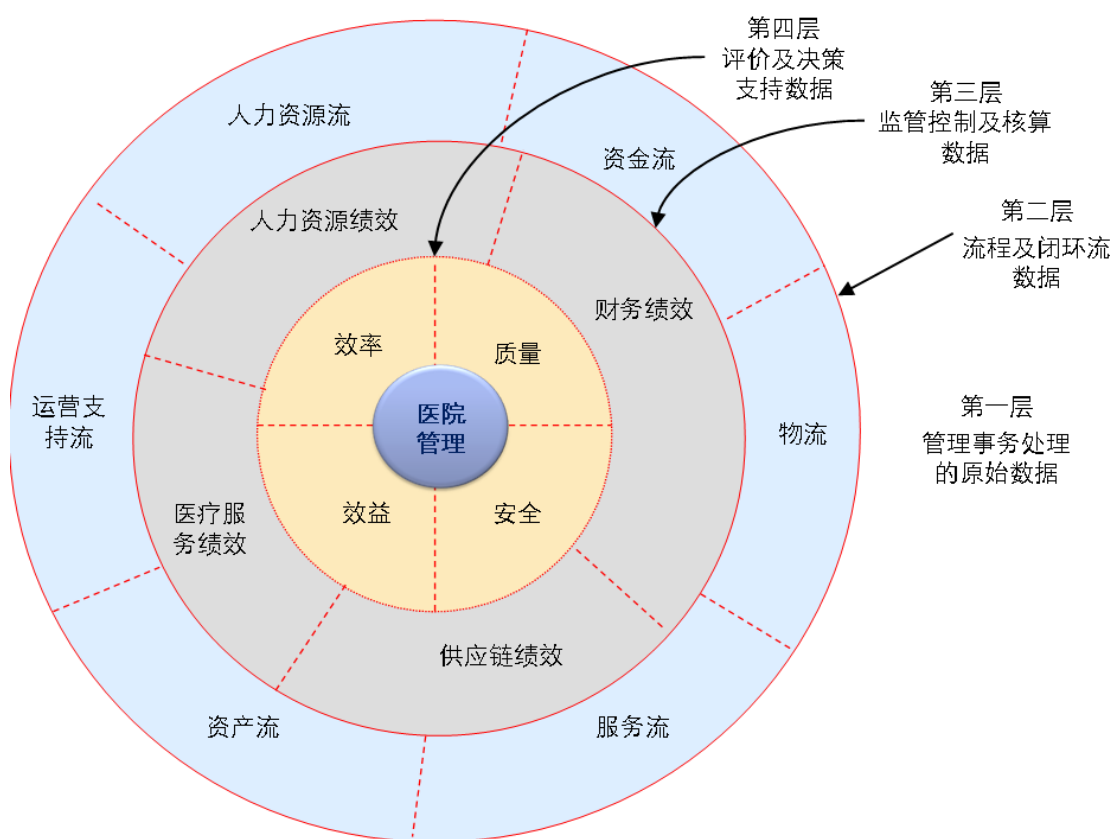 第四层
评价及决策
支持数据
第三层
监管控制及核算
数据
人力资源流
资金流
第二层
流程及闭环流
数据
人力资源绩效
财务绩效
效率
质量
运营支
持流
医院
管理
物流
第一层
管理事务处理
的原始数据
医疗服
务绩效
效益
安全
供应链绩效
资产流
服务流